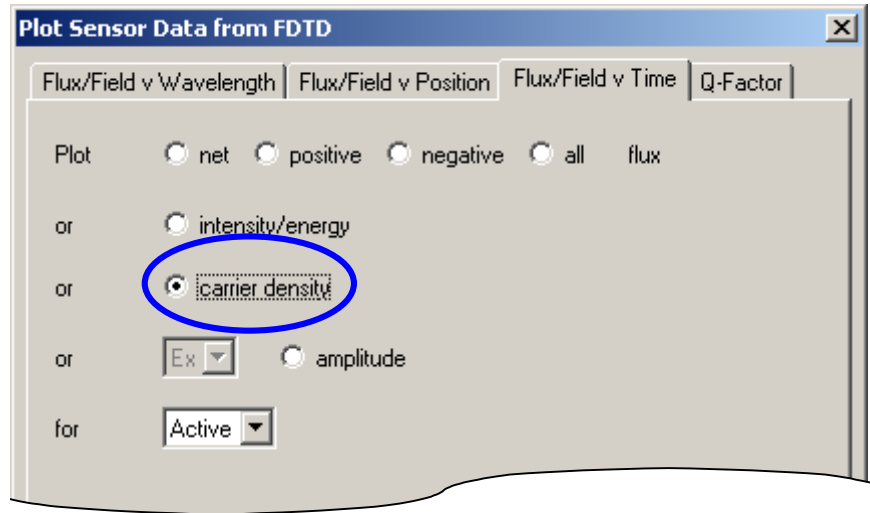 Plot Sensor Data from FDTD
Flux/Field v Wavelength Flux/Field v Position Flux/Field v Time Q-Factor
Plot net positive negative all flux
or intensity/energy
or carrier density
or Ex amplitude
for Active